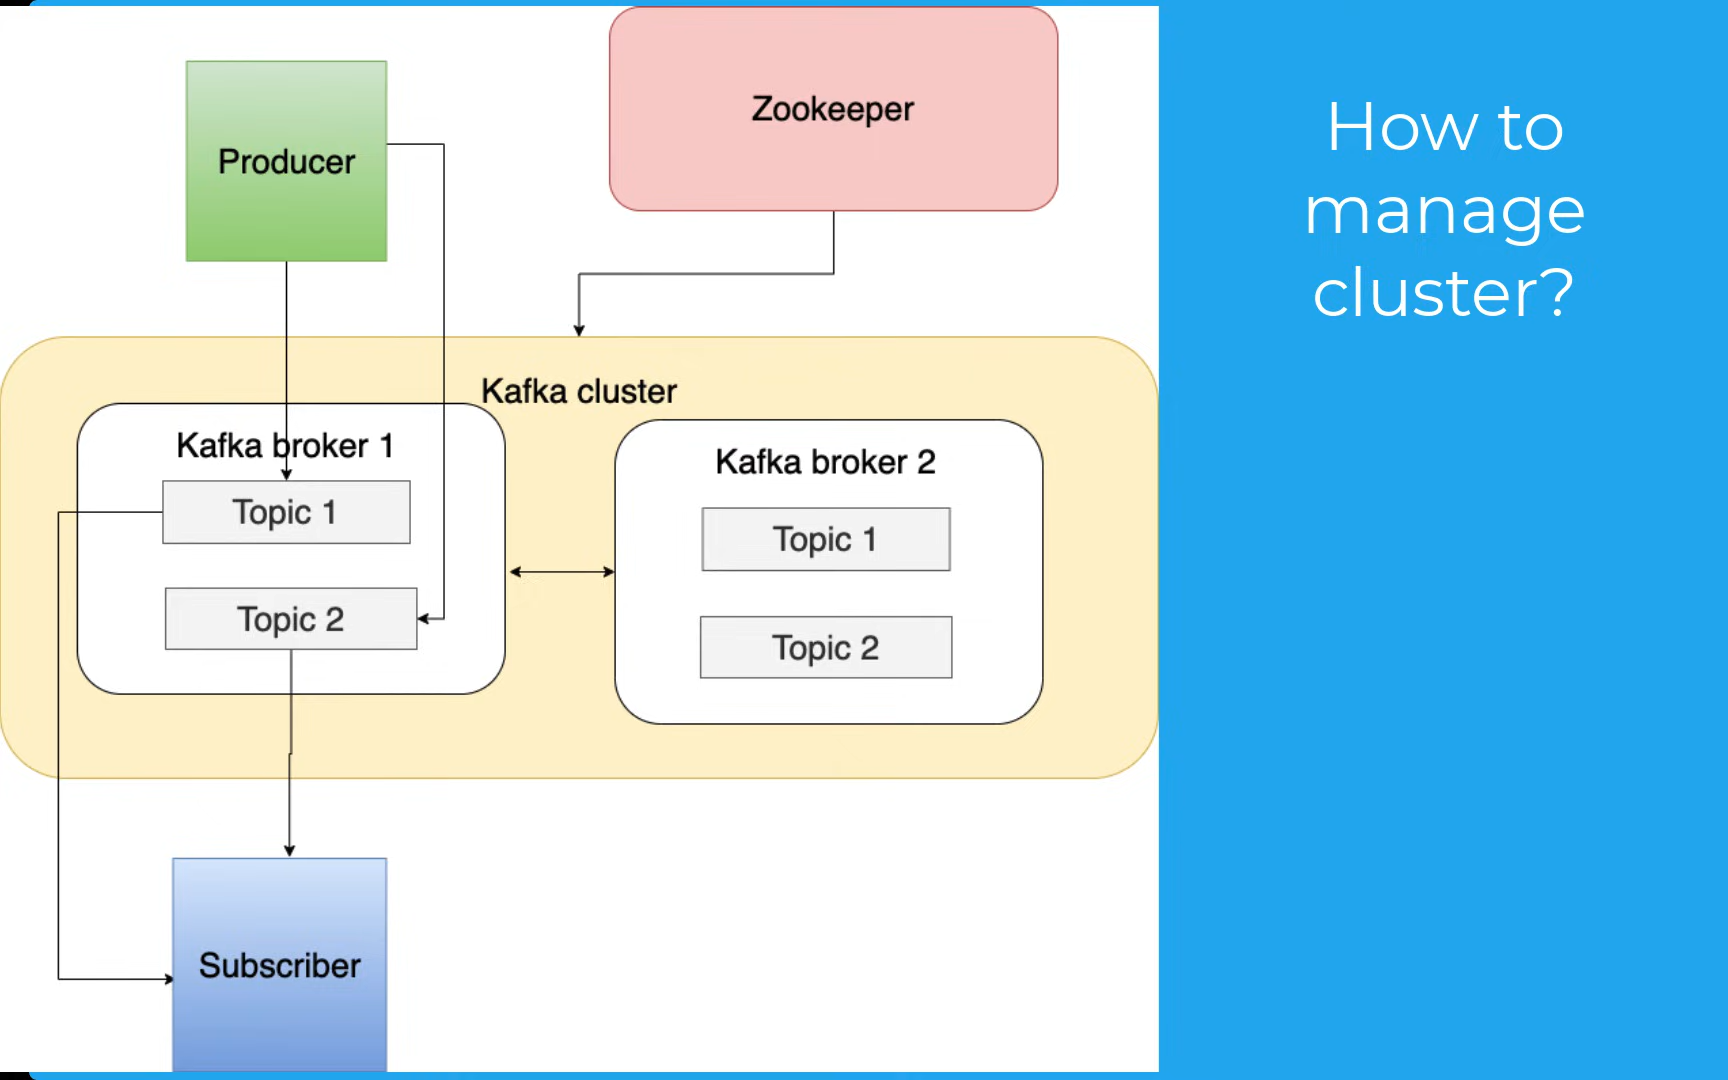 Zookeeper
Producer
Kafka cluster
Kafka broker 1
Topic 1
Topic 2
Kafka broker 2
Topic 1
Topic 2
Subscriber
How to
manage
cluster?